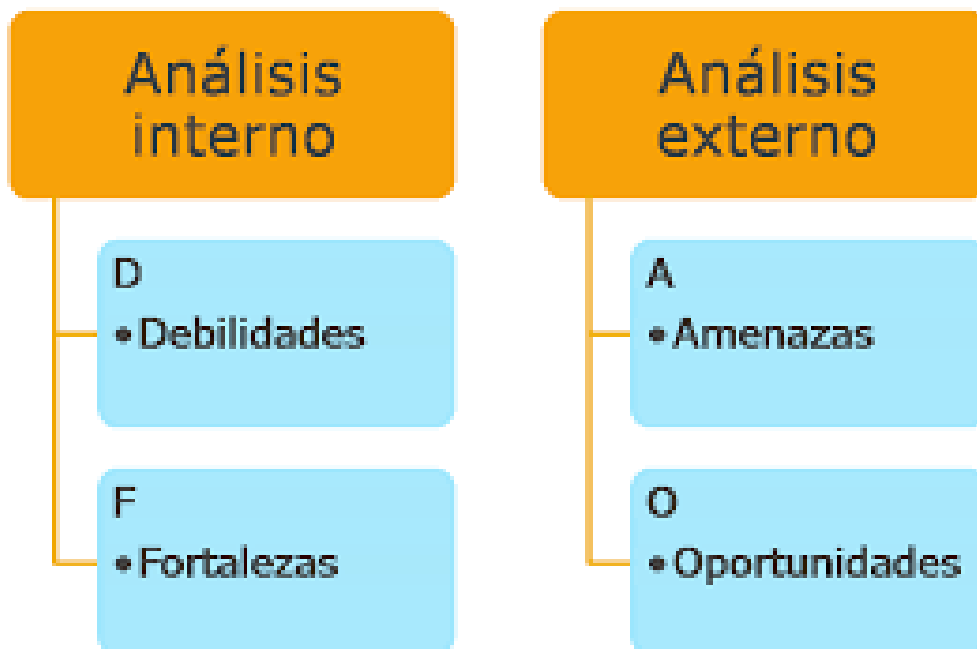 Análisis
interno
D
• Debilidades
F
• Fortalezas
Análisis
externo
A
• Amenazas
O
• Oportunidades